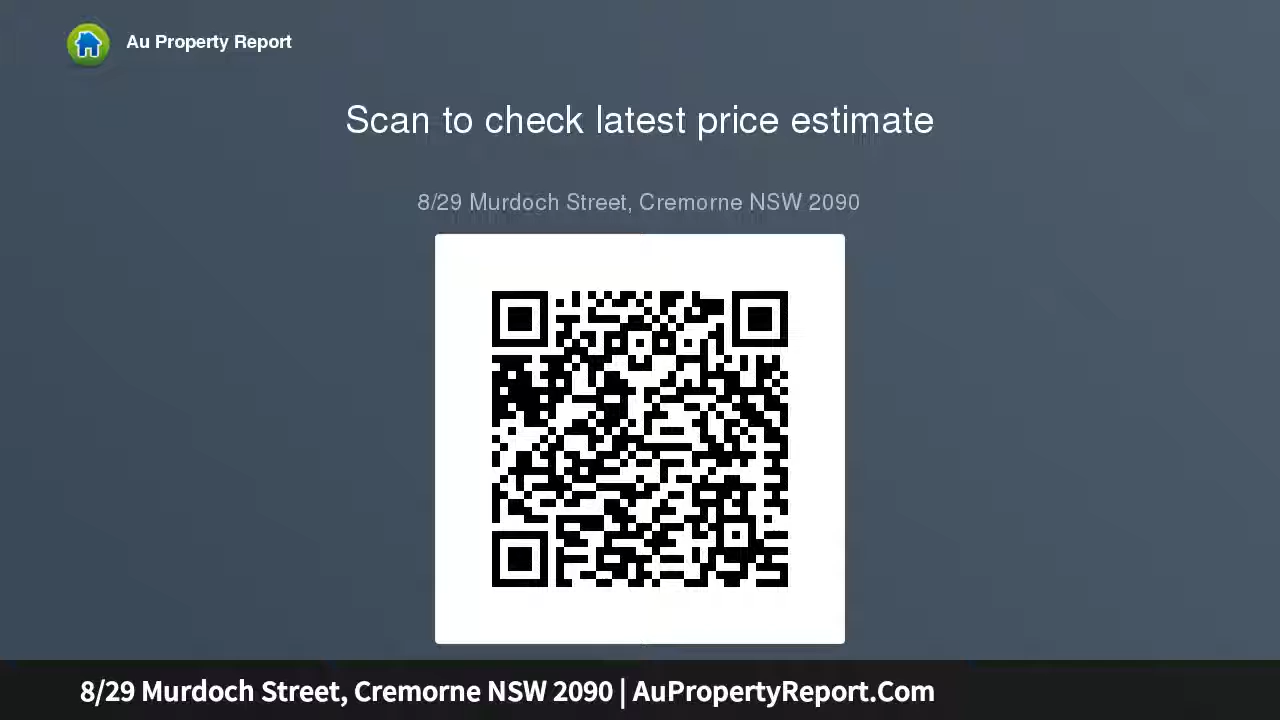 Au Property Report
Scan to check latest price estimate
8/29 Murdoch Street, Cremorne NSW 2090
8/29 Murdoch Street, Cremorne NSW 2090 | AuPropertyReport.Com